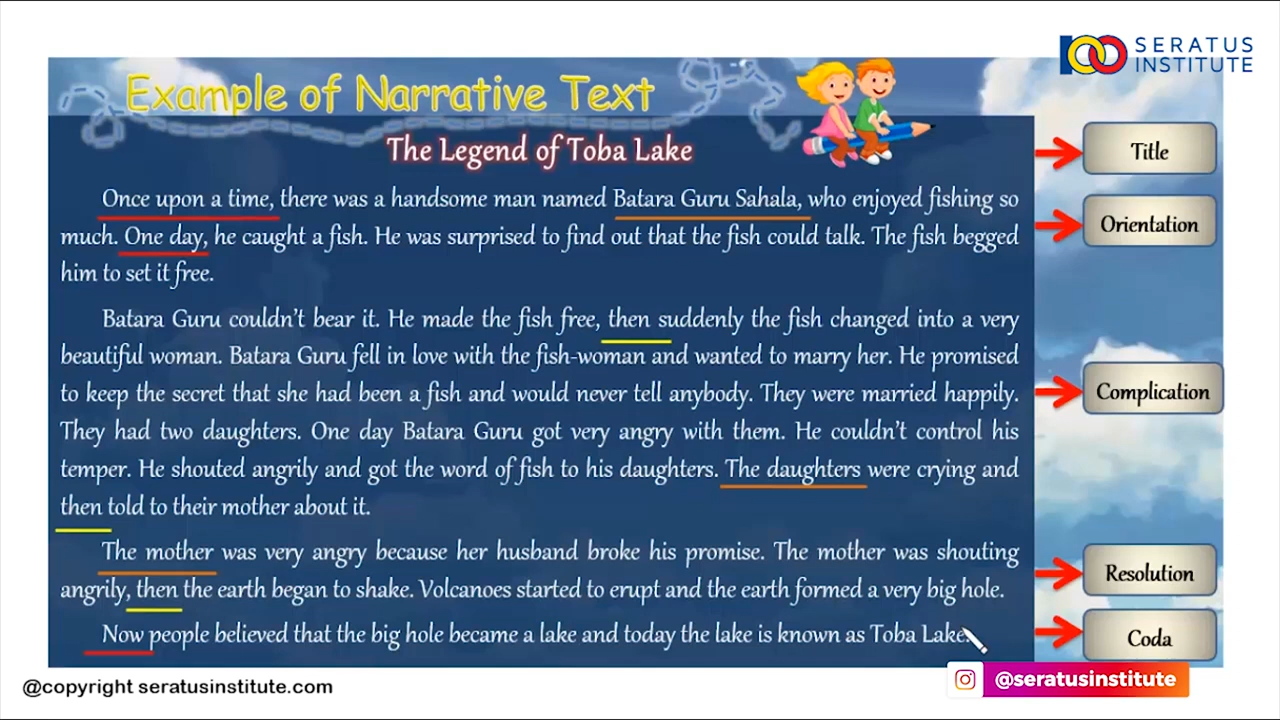 SERATUS
INSTITUTE
Example of Narrative Text
The Legend of Toba Lake
Title
Once upon a time, there was a handsome man named Batara Guru Sahala, who enjoyed fishing so
much. One day, he caught a fish. He was surprised to find out that the fish could talk. The fish begged
him to set it free.
Orientation
Batara Guru couldn't bear it. He made the fish free, then suddenly the fish changed into a very
beautiful woman. Batara Guru fell in love with the fish-woman and wanted to marry her. He promised
to keep the secret that she had been a fish and would never tell anybody. They were married happily.
They had two daughters. One day Batara Guru got very angry with them. He couldn't control his
temper. He shouted angrily and got the word of fish to his daughters. The daughters were crying and
then told to their mother about it.
Complication
The mother was very angry because her husband broke his promise. The mother was shouting
angrily, then the earth began to shake. Volcanoes started to erupt and the earth formed a very big hole.
Resolution
Now people believed that the big hole became a lake and today the lake is known as Toba Lake.
Coda
@copyright seratusinstitute.com
@seratusinstitute